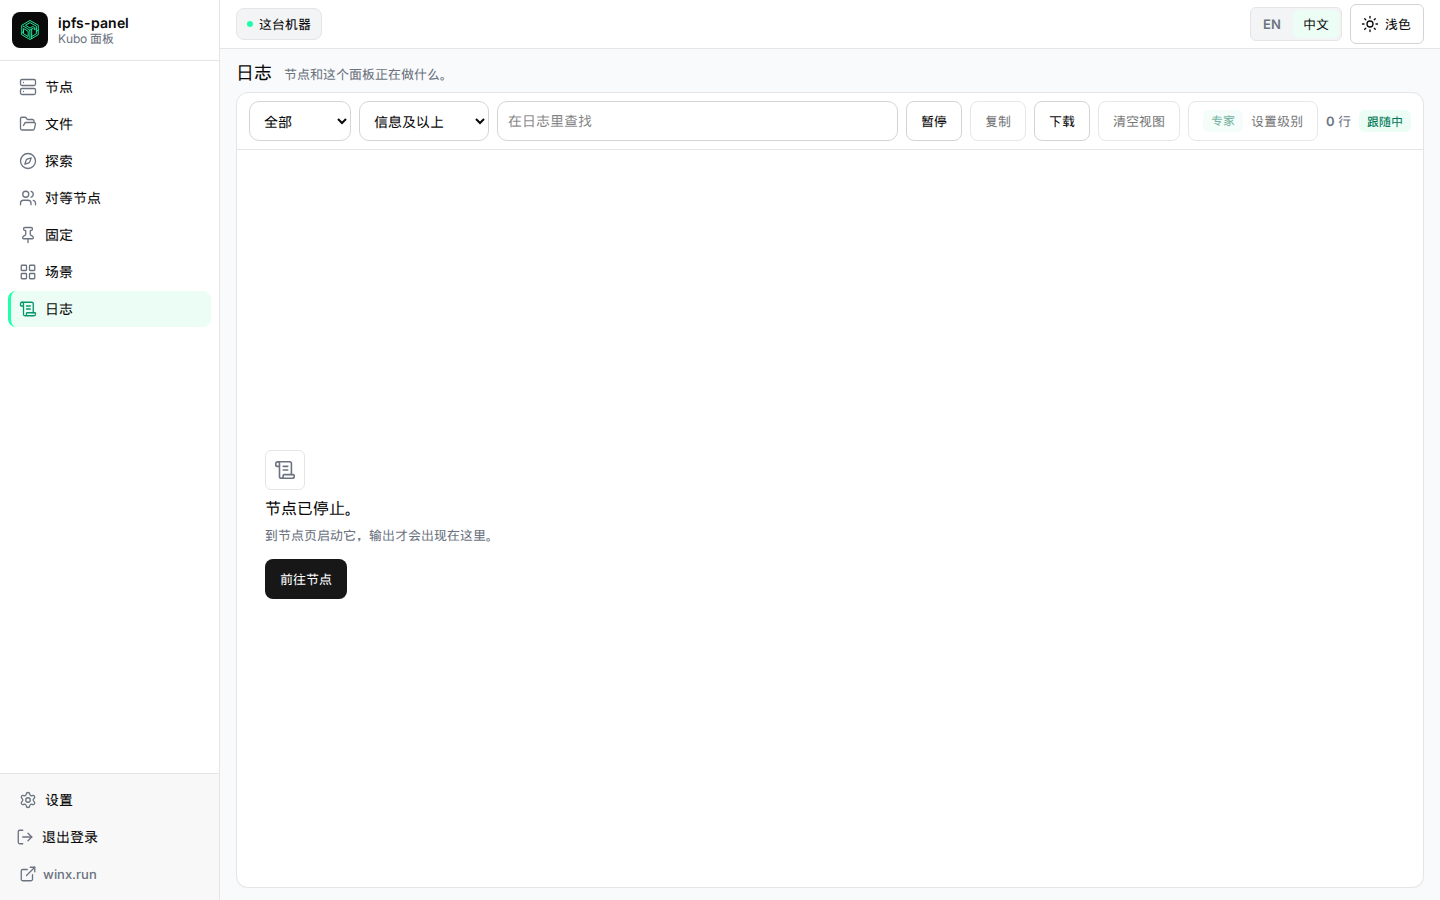 ipfs-panel
Kubo 面板
节点
文件
探索
对等节点
固定
场景
日志
设置
退出登录
winx.run
这台机器
EN 中文 浅色
日志 节点和这个面板正在做什么。
全部 信息及以上 在日志里查找 暂停 复制 下载 清空视图 专家 设置级别 0 行 跟随中
节点已停止。
到节点页启动它，输出才会出现在这里。
前往节点